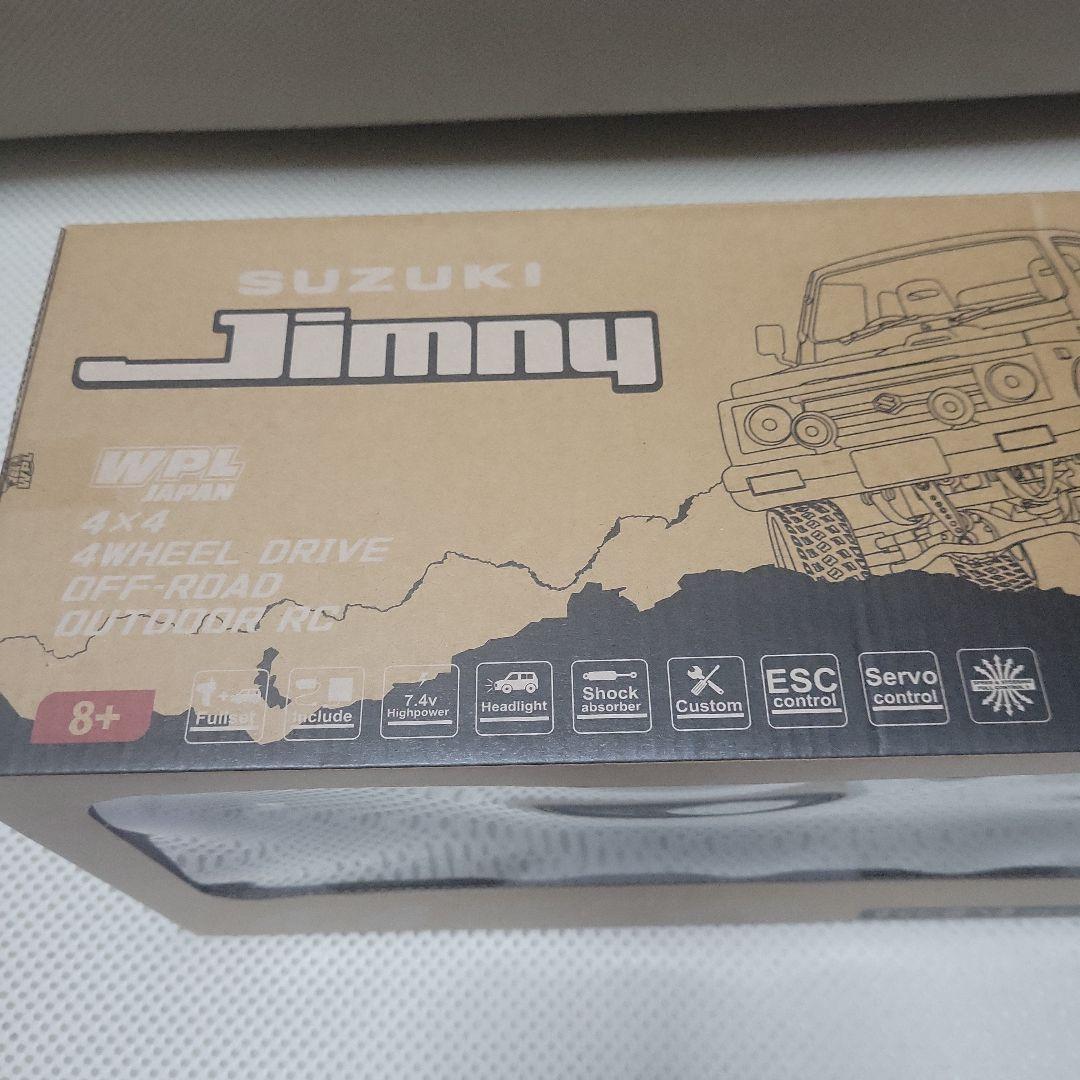 SUZUKI
Jimny
WPL
JAPAN
4×4
4WHEEL DRIVE
OFF-ROAD
OUTDOOR RC
8+
Fullset
include
7.4v
Highpower
Headlight
Shock
absorber
Custom
ESC
control
Servo
control